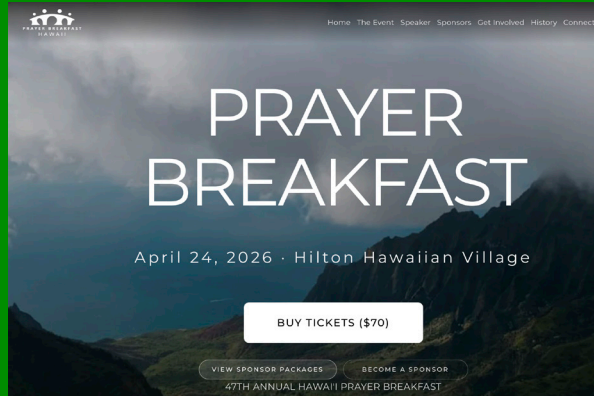 PRAYER BREAKFAST
HAWAII
Home The Event Speaker Sponsors Get Involved History Connect
PRAYER
BREAKFAST
April 24, 2026 · Hilton Hawaiian Village
BUY TICKETS ($70)
VIEW SPONSOR PACKAGES
BECOME A SPONSOR
47TH ANNUAL HAWAI'I PRAYER BREAKFAST